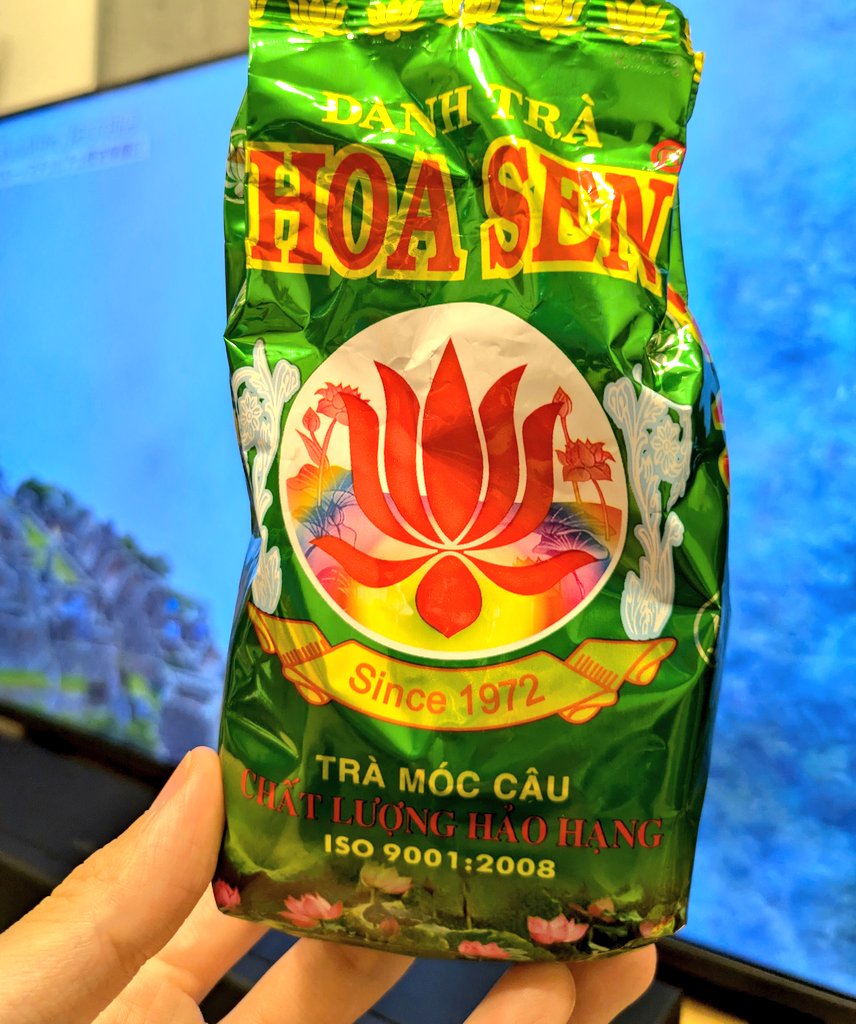 DANH TRÀ
HOA SEN
Since 1972
TRÀ MÓC CÂU
CHẤT LƯỢNG HẢO HẠNG
ISO 9001:2008